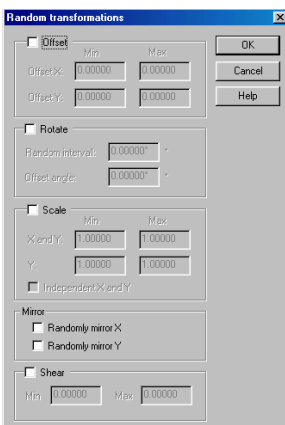 Random transformations
Offset
Min Max
Offset X: 0.00000 0.00000
Offset Y: 0.00000 0.00000
Rotate
Random interval: 0.00000° °
Offset angle: 0.00000° °
Scale
Min Max
X and Y: 1.00000 1.00000
Y: 1.00000 1.00000
Independent X and Y
Mirror
Randomly mirror X
Randomly mirror Y
Shear
Min 0.00000 Max 0.00000
OK
Cancel
Help